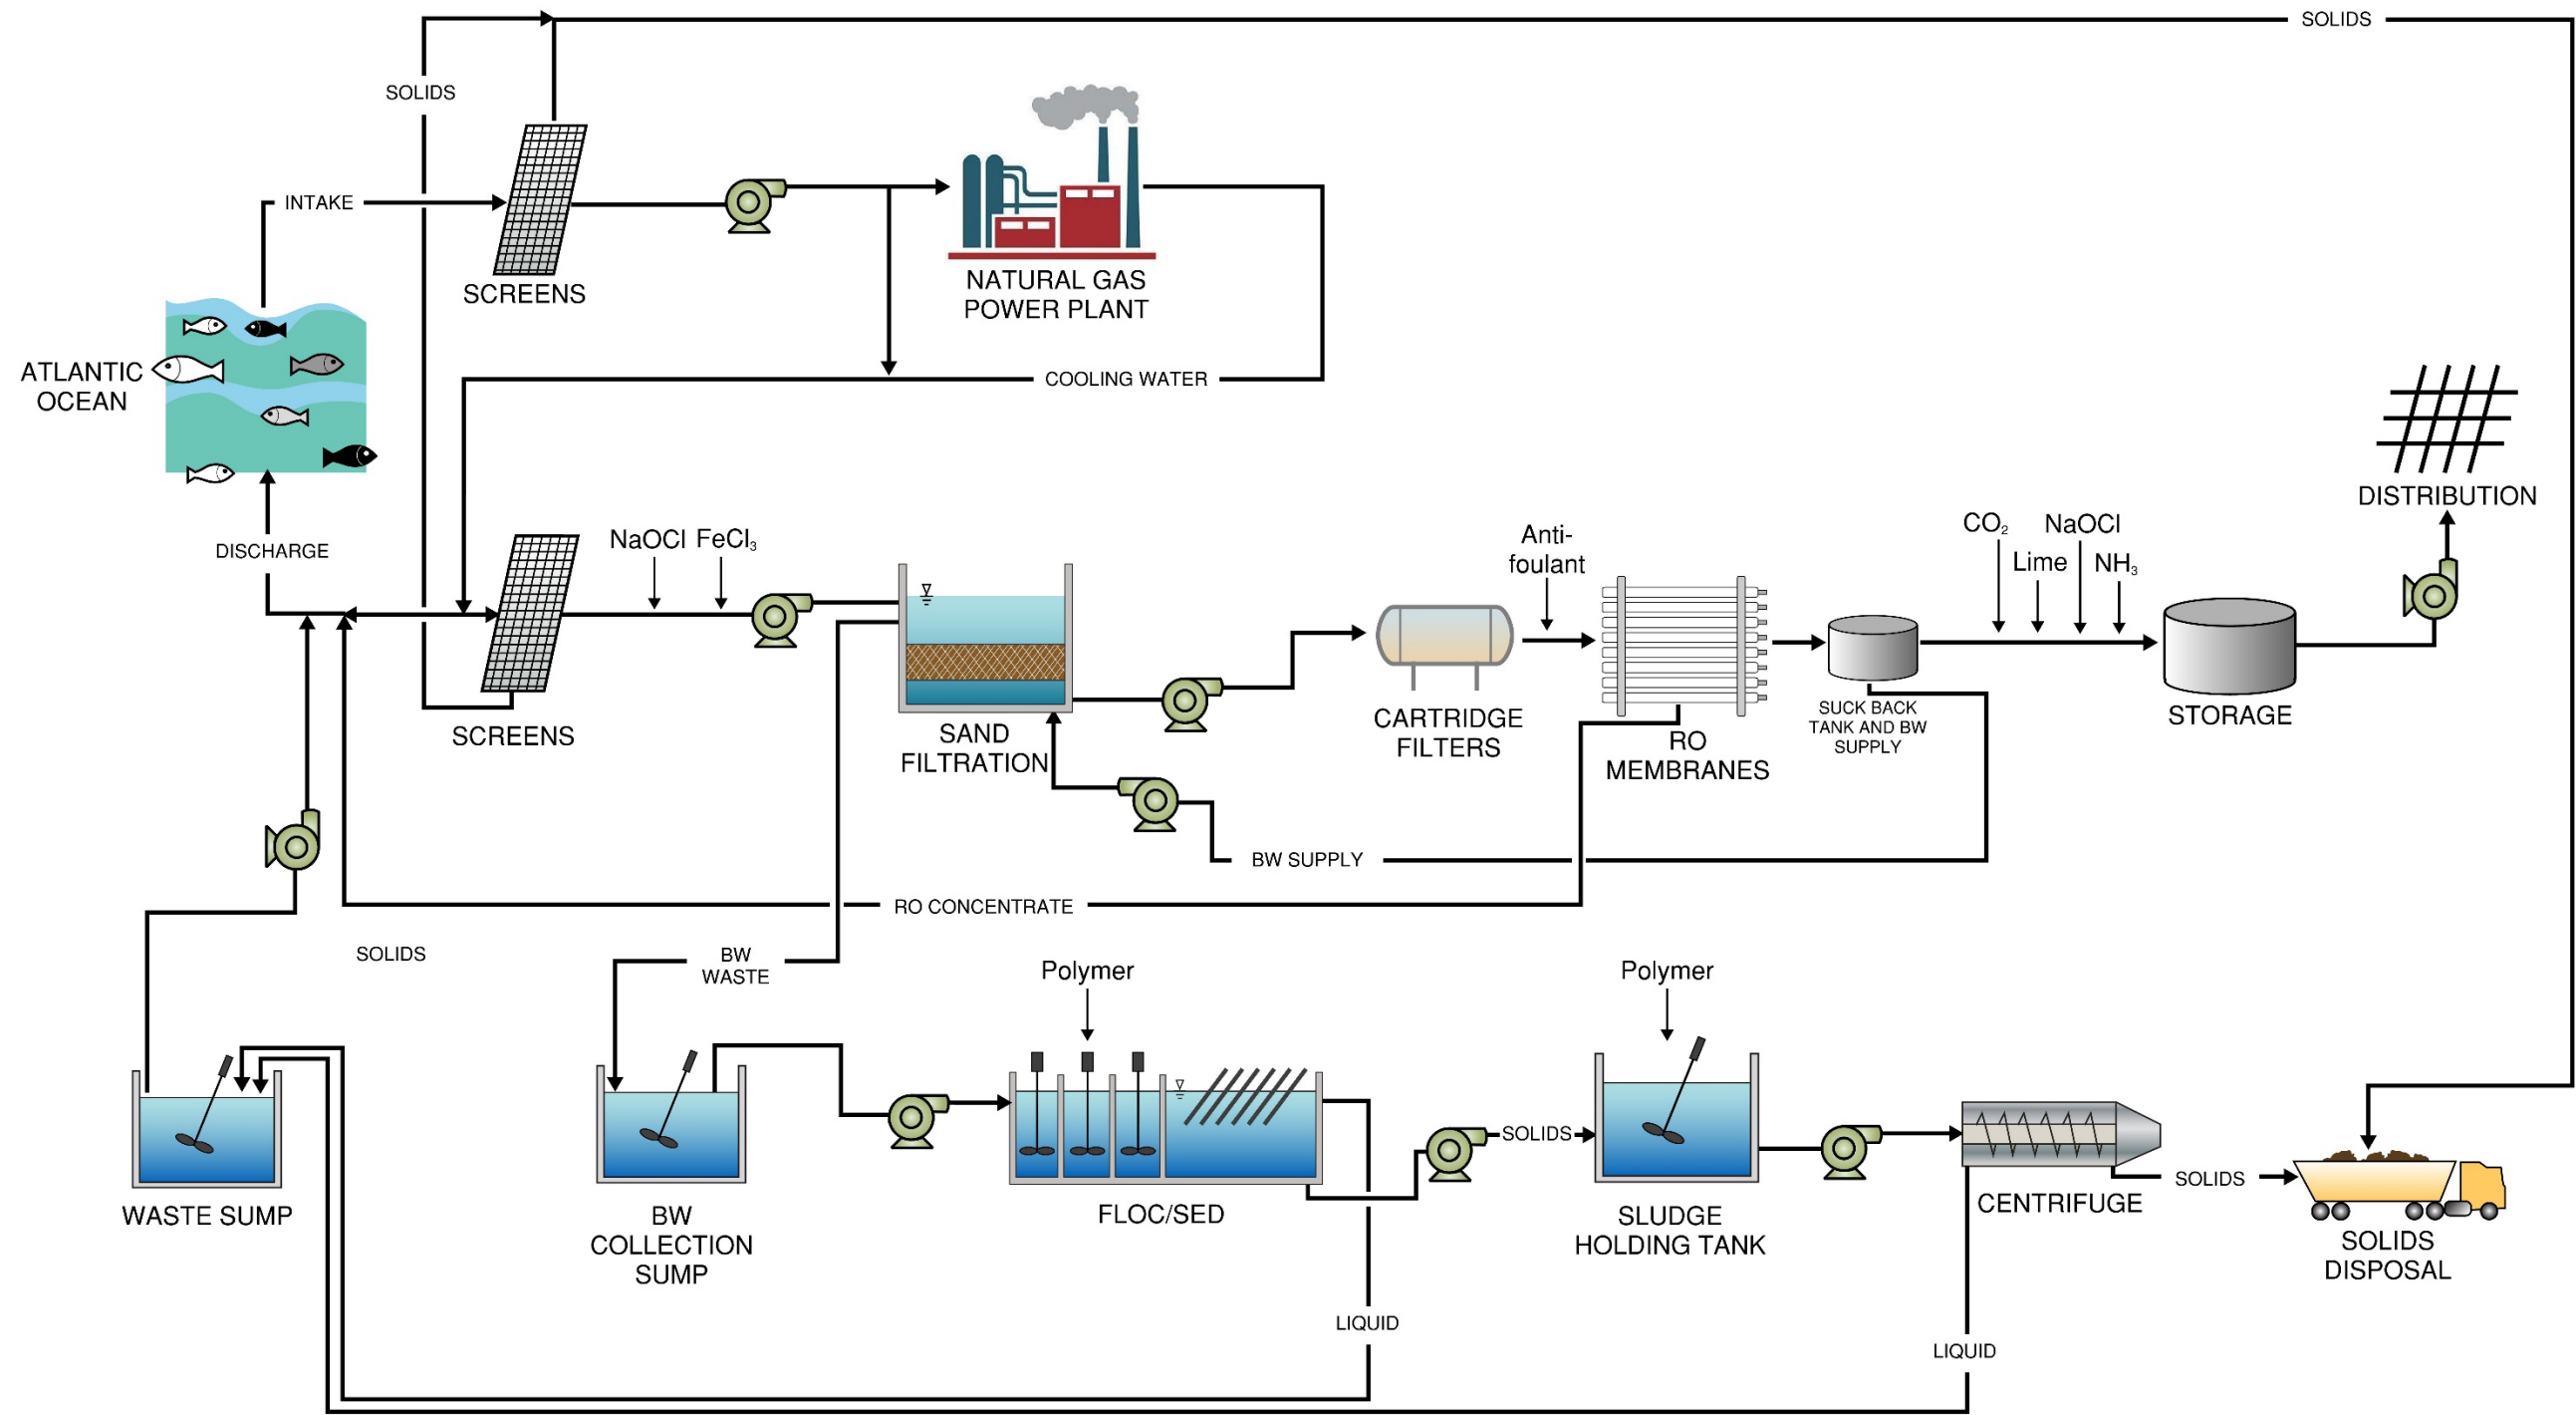 SOLIDS
SOLIDS
INTAKE
SCREENS
NATURAL GAS
POWER PLANT
ATLANTIC
OCEAN
COOLING WATER
DISTRIBUTION
DISCHARGE
NaOCl FeCl₃
Anti-
foulant
CO₂
NaOCl
Lime
NH₃
SCREENS
SAND
FILTRATION
CARTRIDGE
FILTERS
RO
MEMBRANES
SUCK BACK
TANK AND BW
SUPPLY
STORAGE
BW SUPPLY
RO CONCENTRATE
SOLIDS
BW
WASTE
Polymer
Polymer
SOLIDS
SOLIDS
WASTE SUMP
BW
COLLECTION
SUMP
FLOC/SED
SLUDGE
HOLDING TANK
CENTRIFUGE
SOLIDS
DISPOSAL
LIQUID
LIQUID